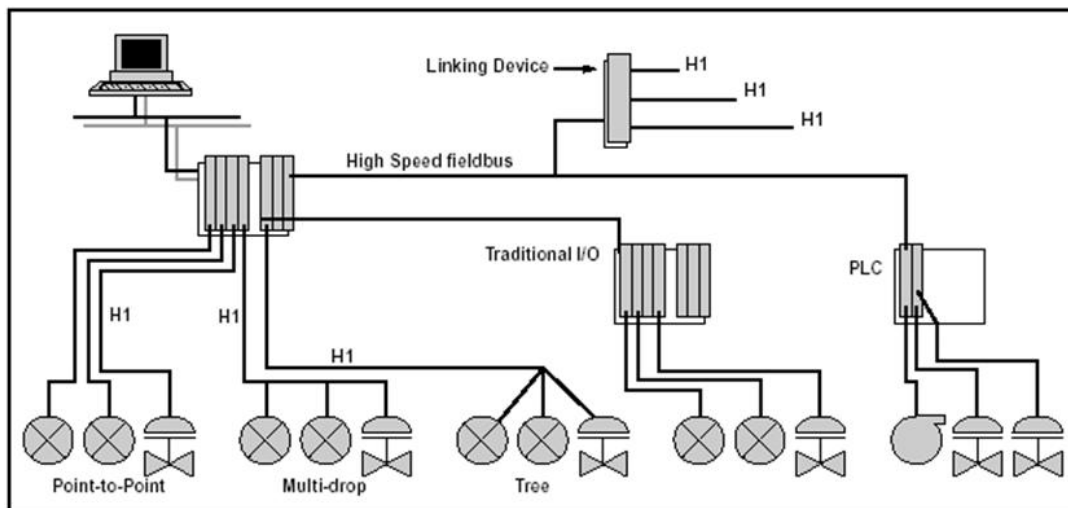 Linking Device
H1
H1
H1
High Speed fieldbus
Traditional I/O
PLC
H1
H1
H1
Point-to-Point
Multi-drop
Tree